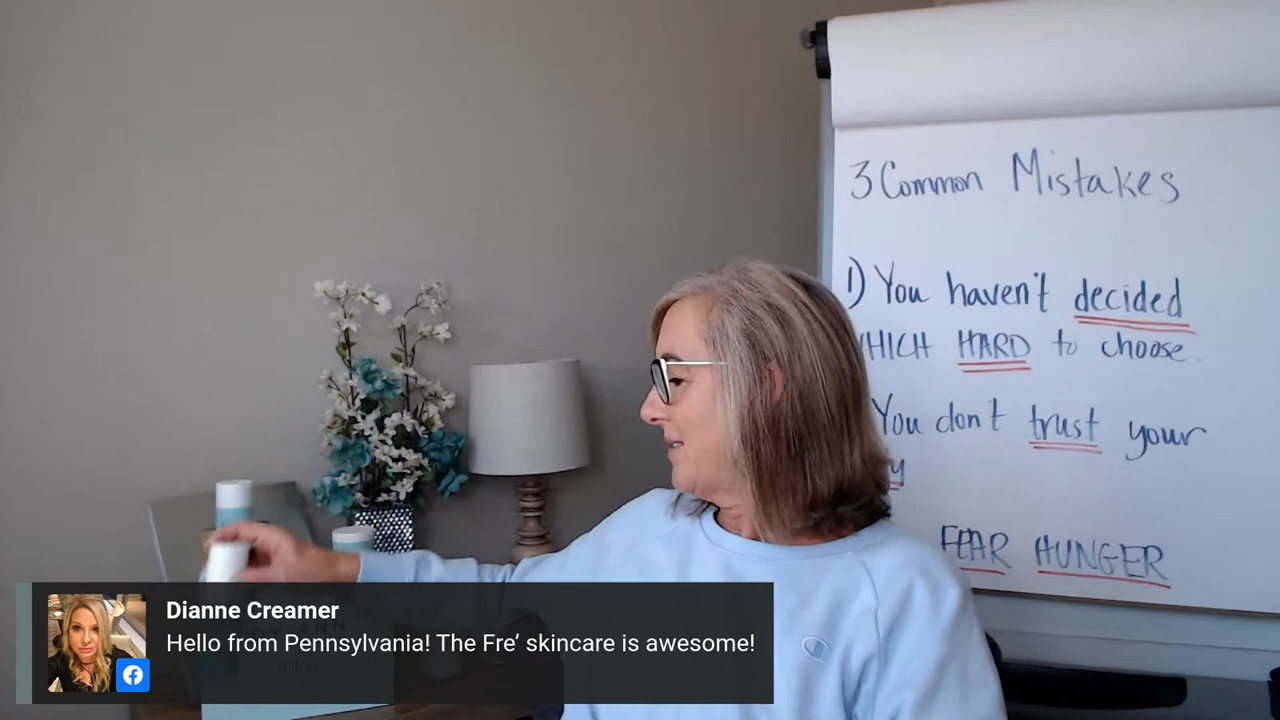 3 Common Mistakes
1) You haven't decided
WHICH HARD to choose.
You don't trust your
FEAR HUNGER
Dianne Creamer
Hello from Pennsylvania! The Fre’ skincare is awesome!